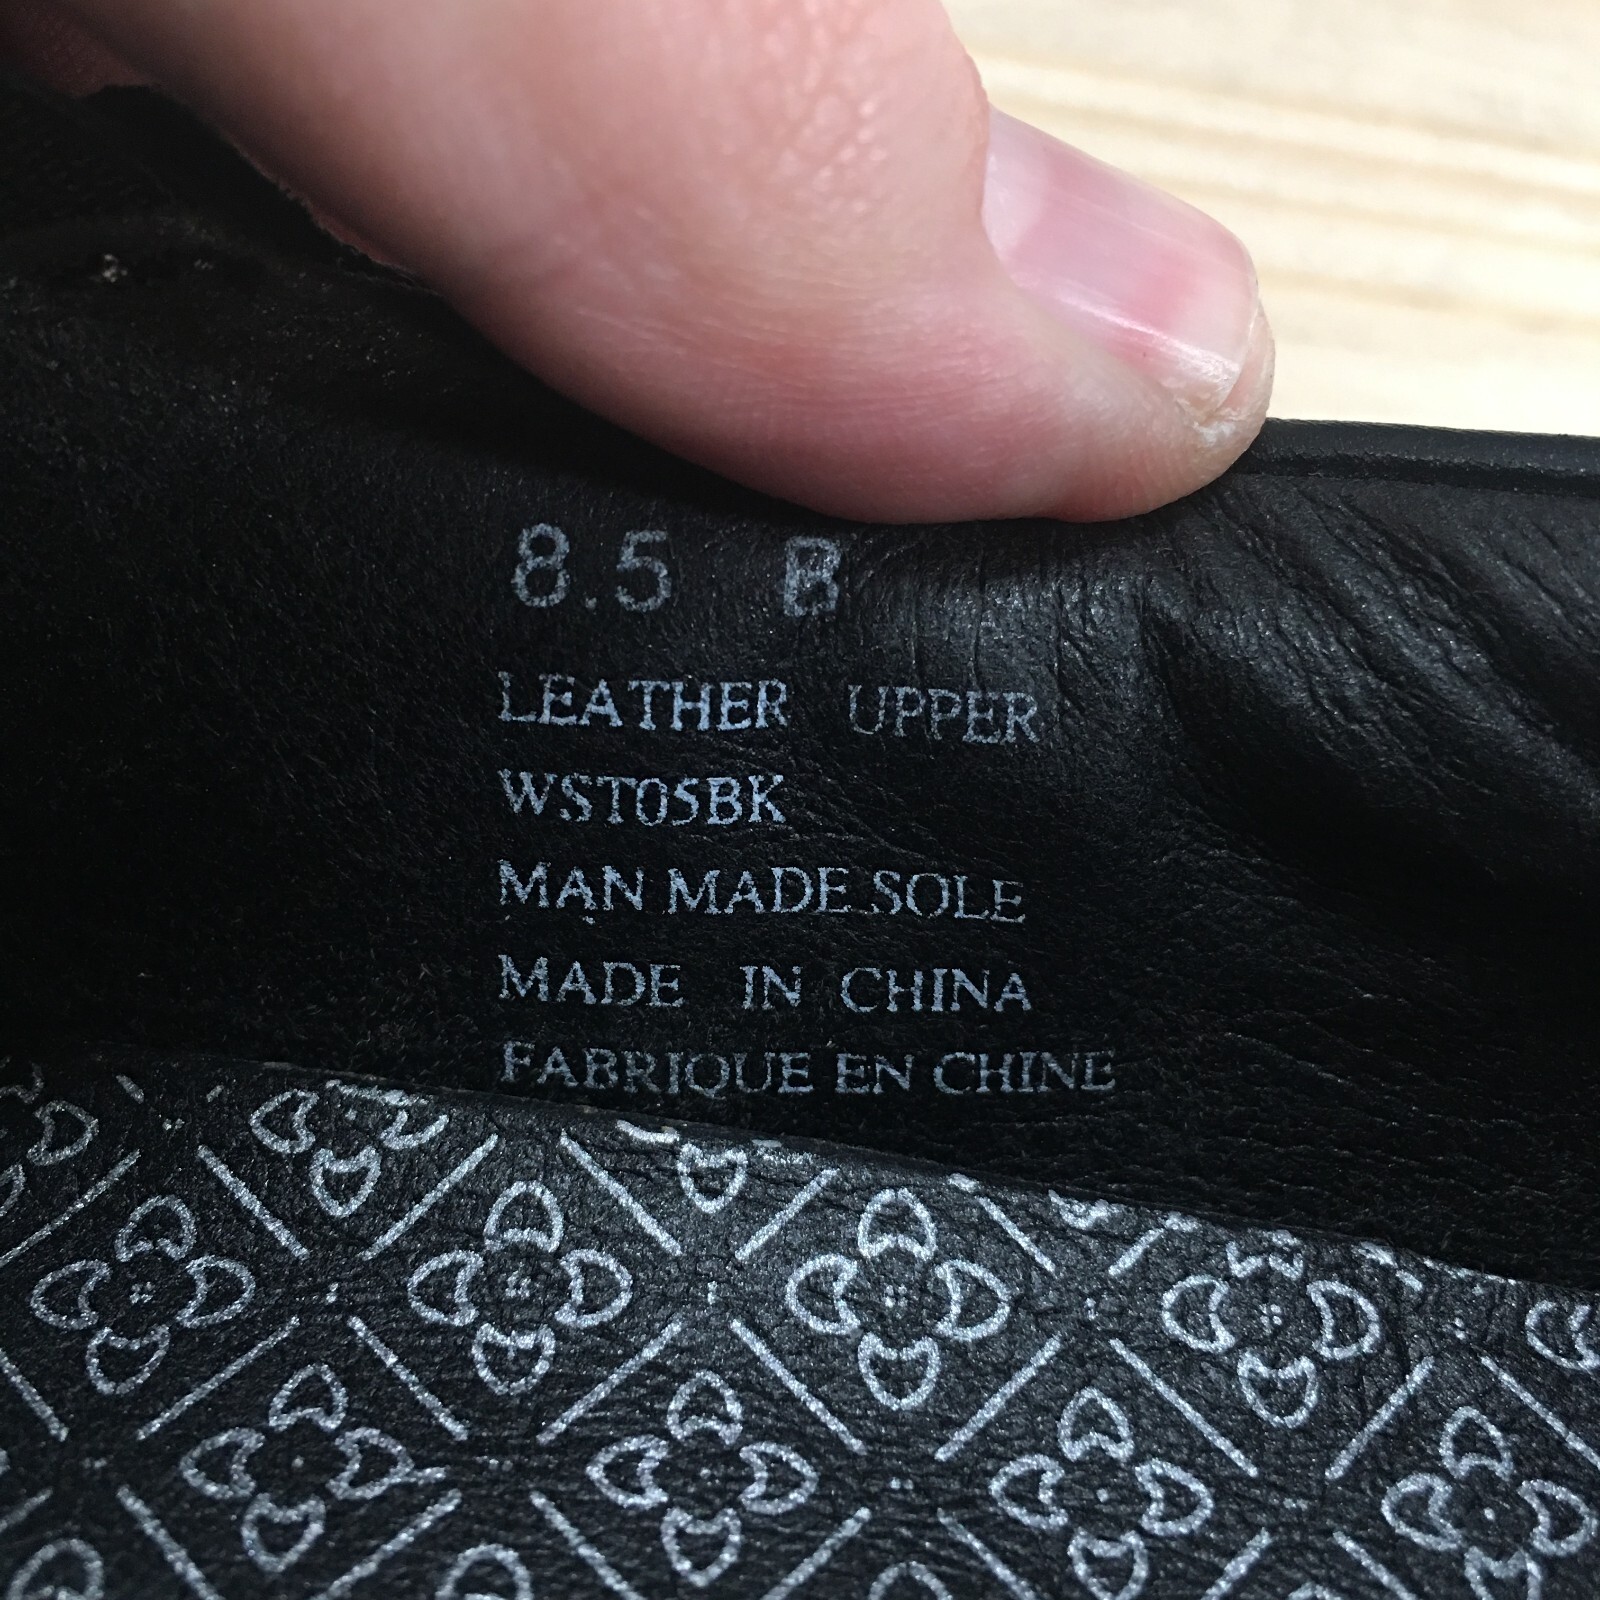 8.5 B
LEATHER UPPER
WST05BK
MAN MADE SOLE
MADE IN CHINA
FABRIQUE EN CHINE